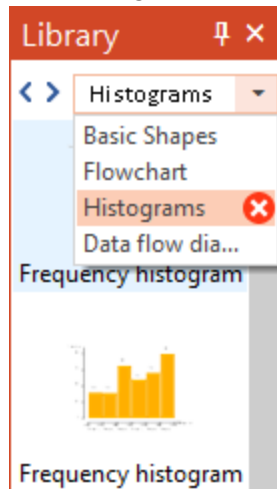 Library
Histograms
Basic Shapes
Flowchart
Histograms
Data flow dia...
Frequency histogram
Frequency histogram